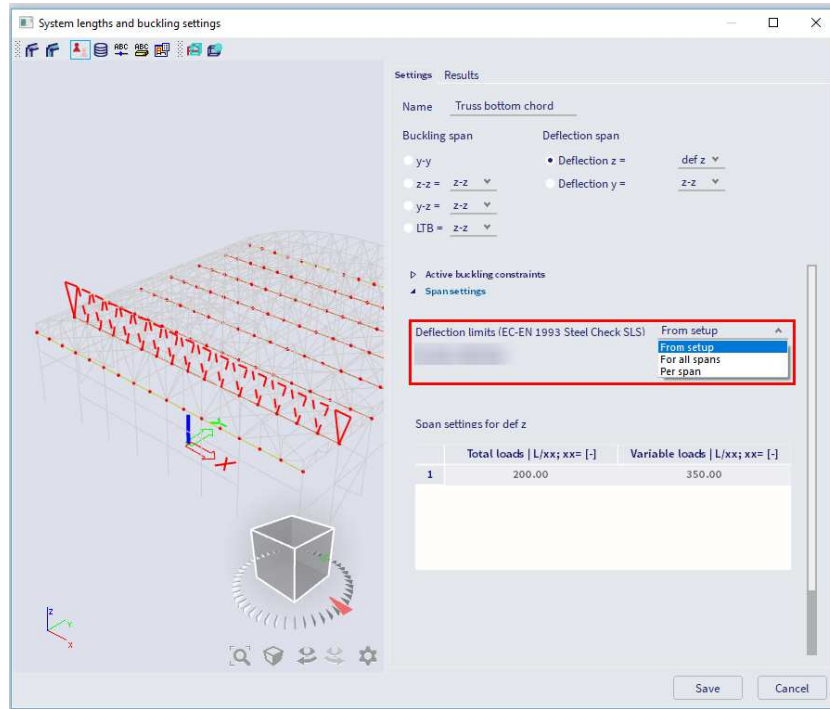 System lengths and buckling settings
ABC ABC
Settings Results
Name Truss bottom chord
Buckling span Deflection span
y-y Deflection z = def z
z-z = z-z Deflection y = z-z
y-z = z-z
LTB = z-z
Active buckling constraints
Span settings
Deflection limits (EC-EN 1993 Steel Check SLS) From setup
From setup
For all spans
Per span
Span settings for def z
Total loads | L/xx; xx= [-] Variable loads | L/xx; xx= [-]
1 200.00 350.00
z
Y
x
Save Cancel